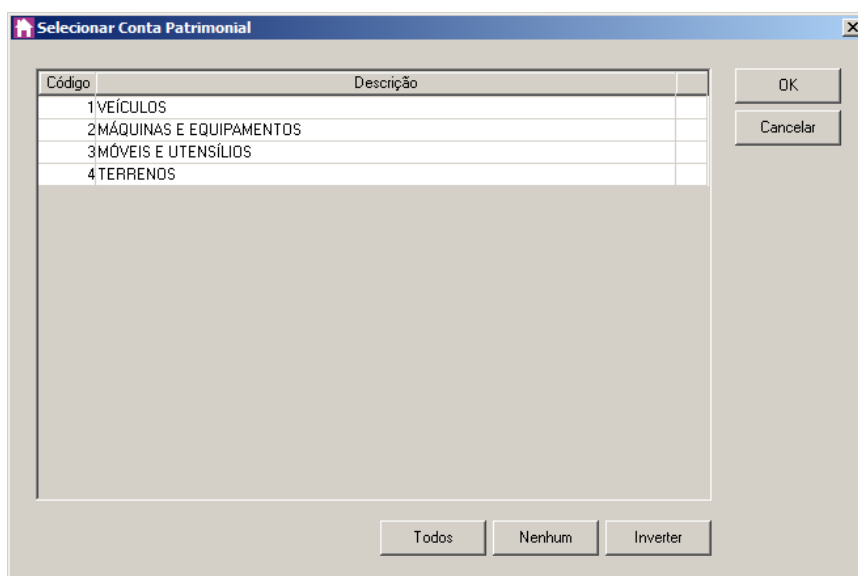 Selecionar Conta Patrimonial
Código Descrição
1 VEÍCULOS
2 MÁQUINAS E EQUIPAMENTOS
3 MÓVEIS E UTENSÍLIOS
4 TERRENOS
OK
Cancelar
Todos Nenhum Inverter